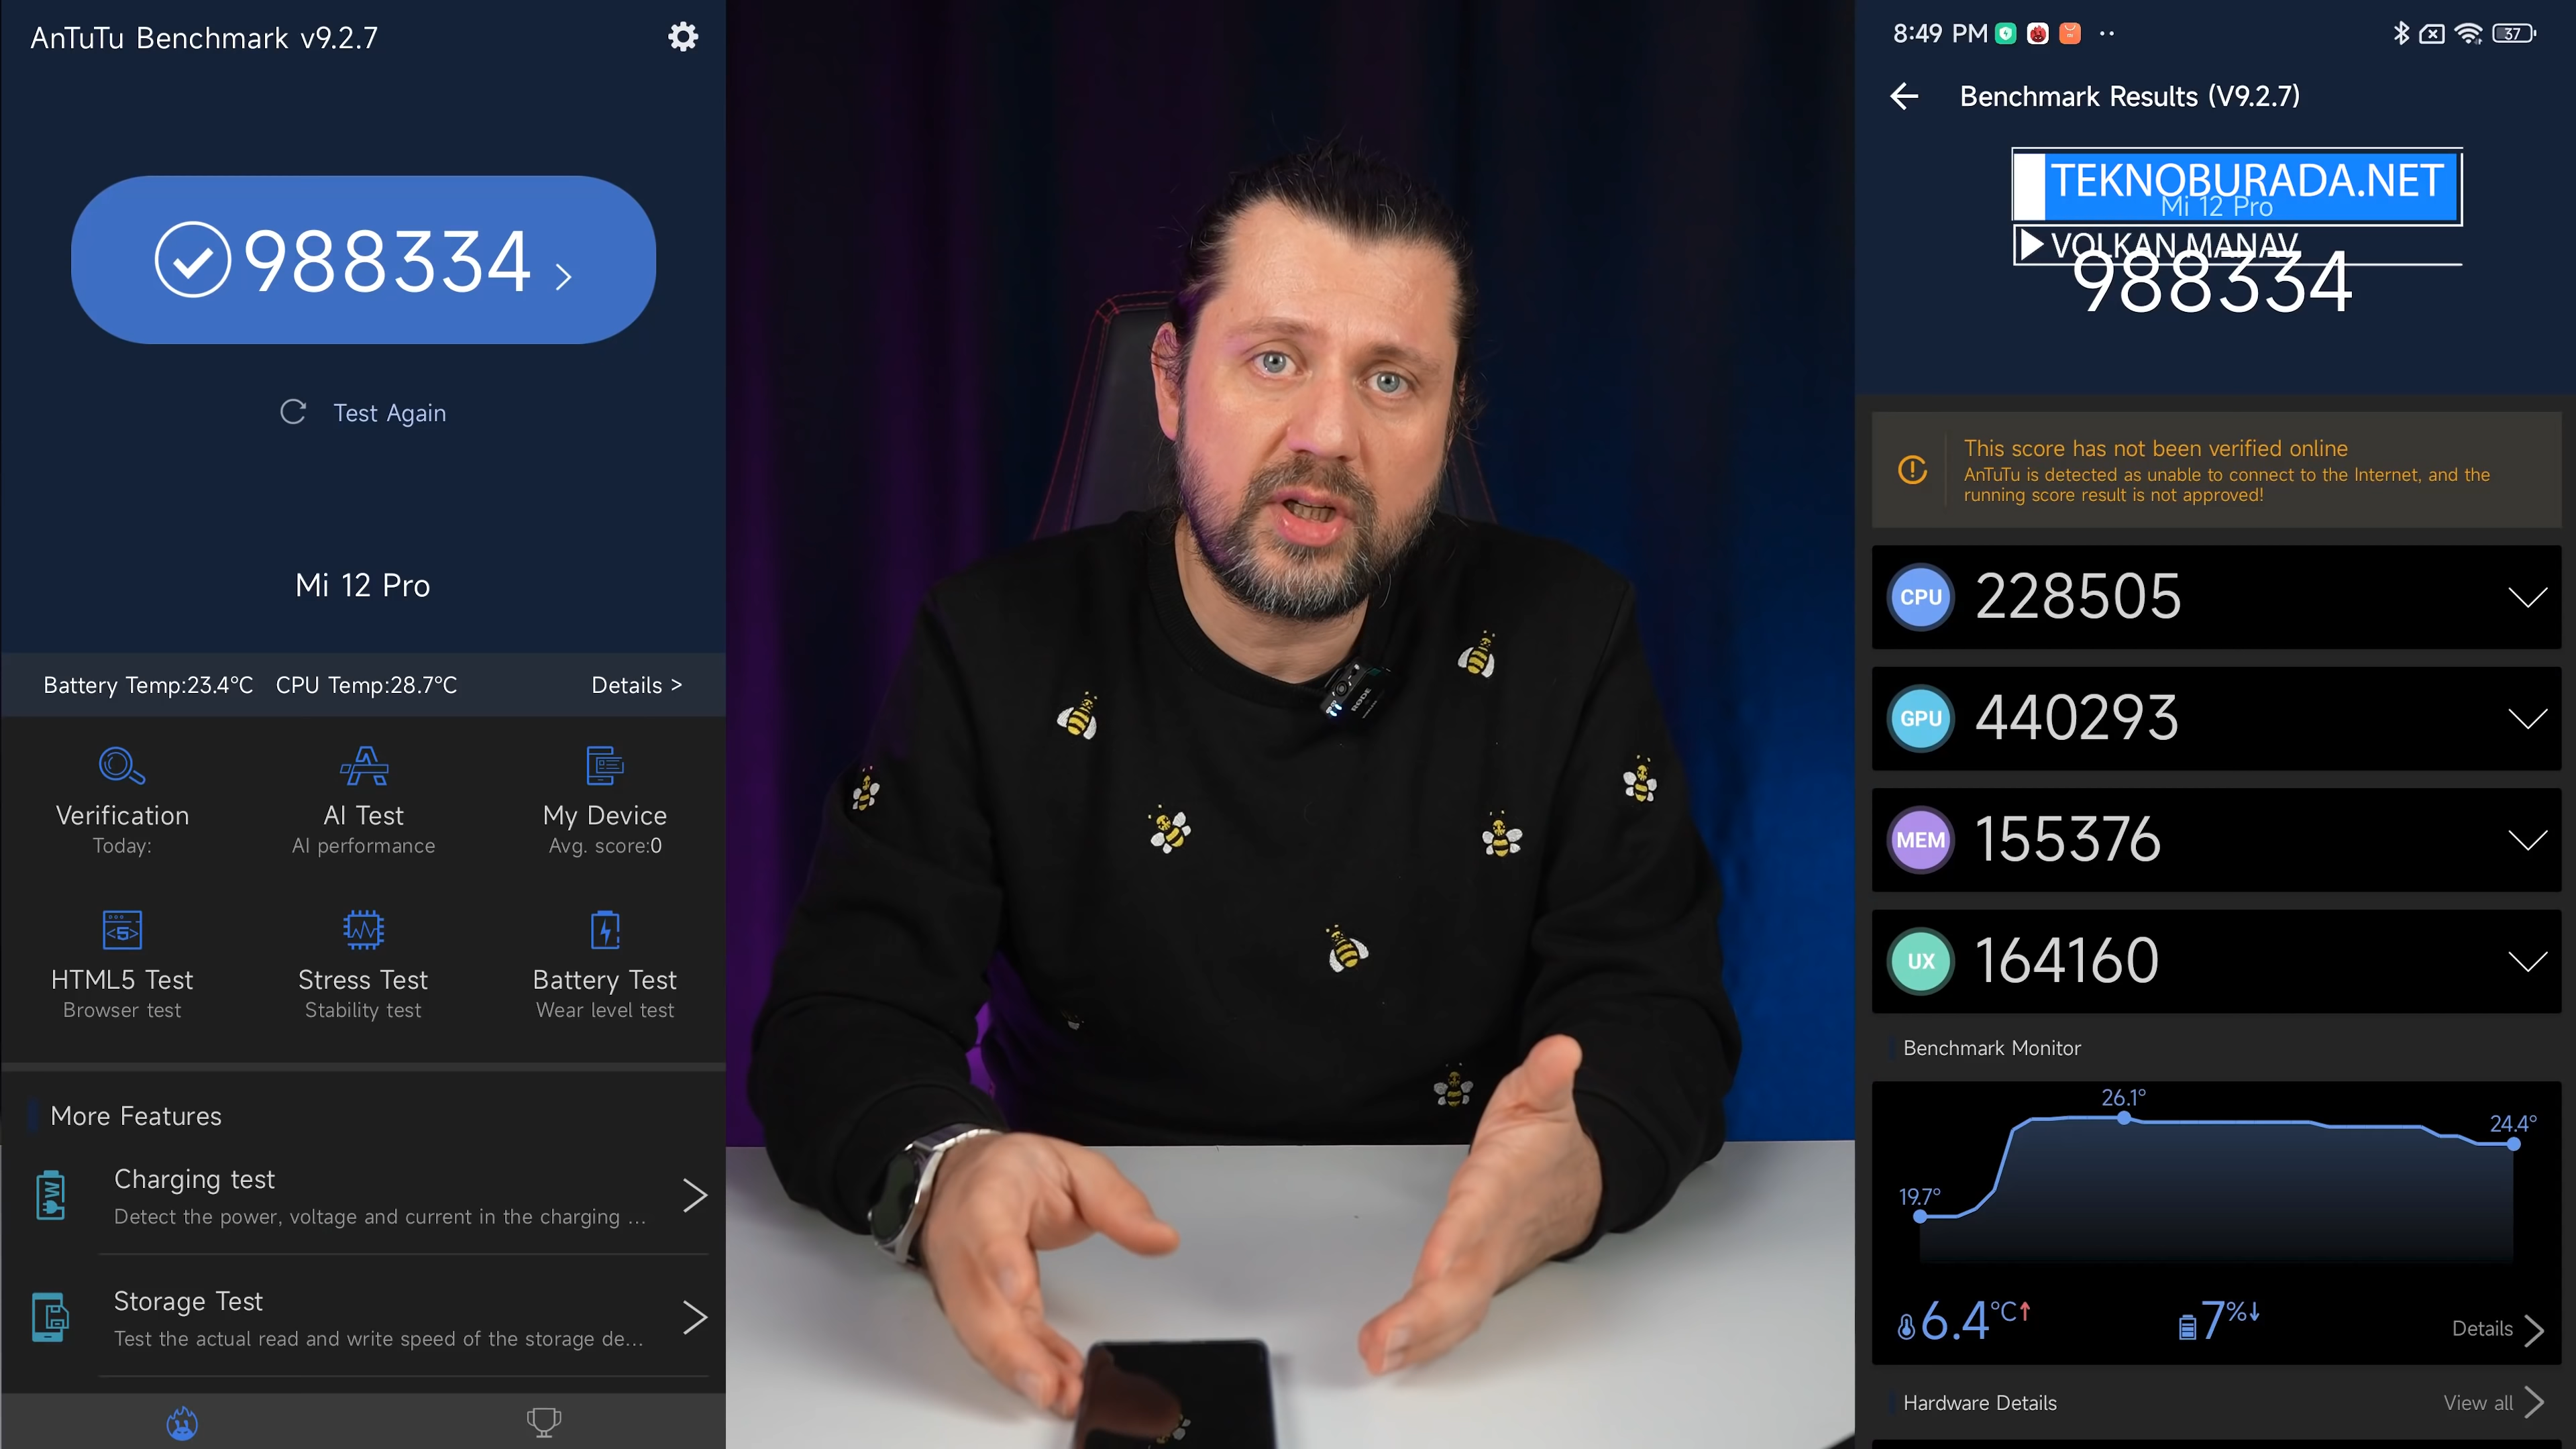 AnTuTu Benchmark v9.2.7
988334
Test Again
Mi 12 Pro
Battery Temp:23.4°C CPU Temp:28.7°C Details >
Verification
Today:
AI Test
AI performance
My Device
Avg. score:0
HTML5 Test
Browser test
Stress Test
Stability test
Battery Test
Wear level test
More Features
Charging test
Detect the power, voltage and current in the charging ...
Storage Test
Test the actual read and write speed of the storage de...
RODE
8:49 PM
37
Benchmark Results (V9.2.7)
TEKNOBURADA.NET
Mi 12 Pro
VOLKAN MANAV
988334
This score has not been verified online
AnTuTu is detected as unable to connect to the Internet, and the
running score result is not approved!
CPU 228505
GPU 440293
MEM 155376
UX 164160
Benchmark Monitor
26.1°
24.4°
19.7°
6.4°C↑
7%↓
Details
Hardware Details
View all